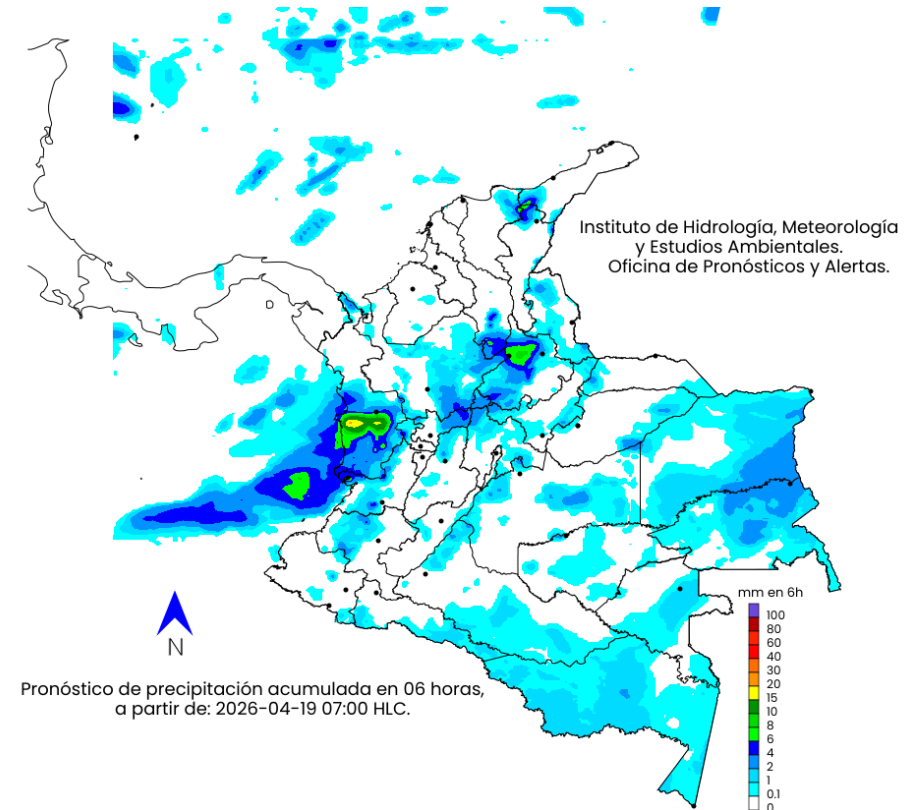 Instituto de Hidrología, Meteorología
y Estudios Ambientales.
Oficina de Pronósticos y Alertas.
mm en 6h
100
80
60
40
30
20
15
10
8
6
4
2
1
0.1
0
N
Pronóstico de precipitación acumulada en 06 horas,
a partir de: 2026-04-19 07:00 HLC.